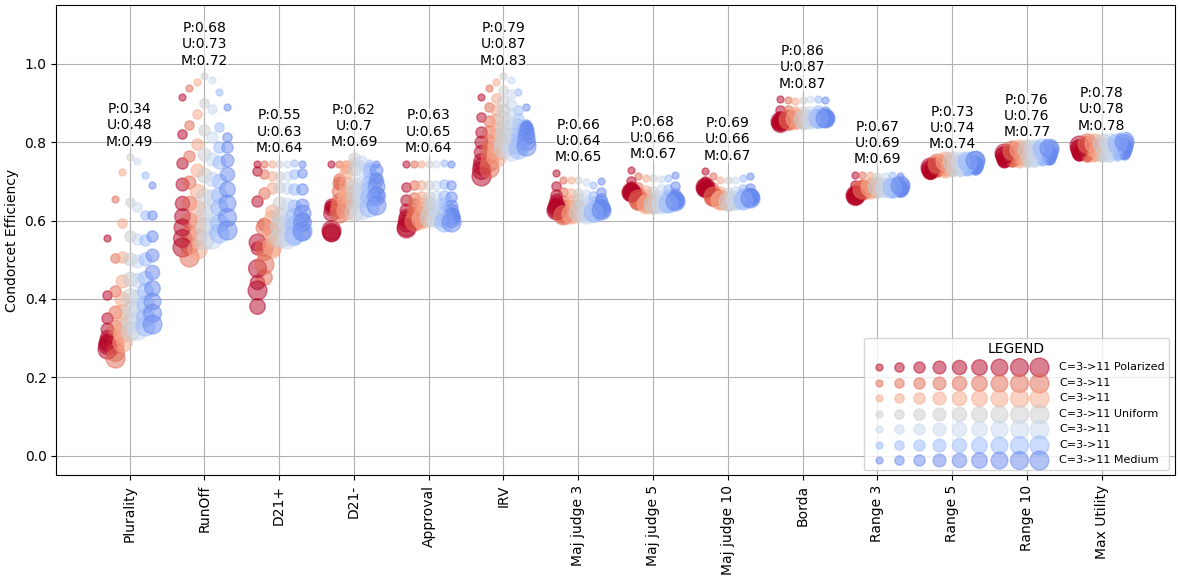 P:0.34
U:0.48
M:0.49
P:0.68
U:0.73
M:0.72
P:0.55
U:0.63
M:0.64
P:0.62
U:0.7
M:0.69
P:0.63
U:0.65
M:0.64
P:0.79
U:0.87
M:0.83
P:0.66
U:0.64
M:0.65
P:0.68
U:0.66
M:0.67
P:0.69
U:0.66
M:0.67
P:0.86
U:0.87
M:0.87
P:0.67
U:0.69
M:0.69
P:0.73
U:0.74
M:0.74
P:0.76
U:0.76
M:0.77
P:0.78
U:0.78
M:0.78
Condorcet Efficiency
1.0
0.8
0.6
0.4
0.2
0.0
LEGEND
C=3->11 Polarized
C=3->11
C=3->11
C=3->11 Uniform
C=3->11
C=3->11
C=3->11 Medium
Plurality
RunOff
D21+
D21-
Approval
IRV
Maj judge 3
Maj judge 5
Maj judge 10
Borda
Range 3
Range 5
Range 10
Max Utility